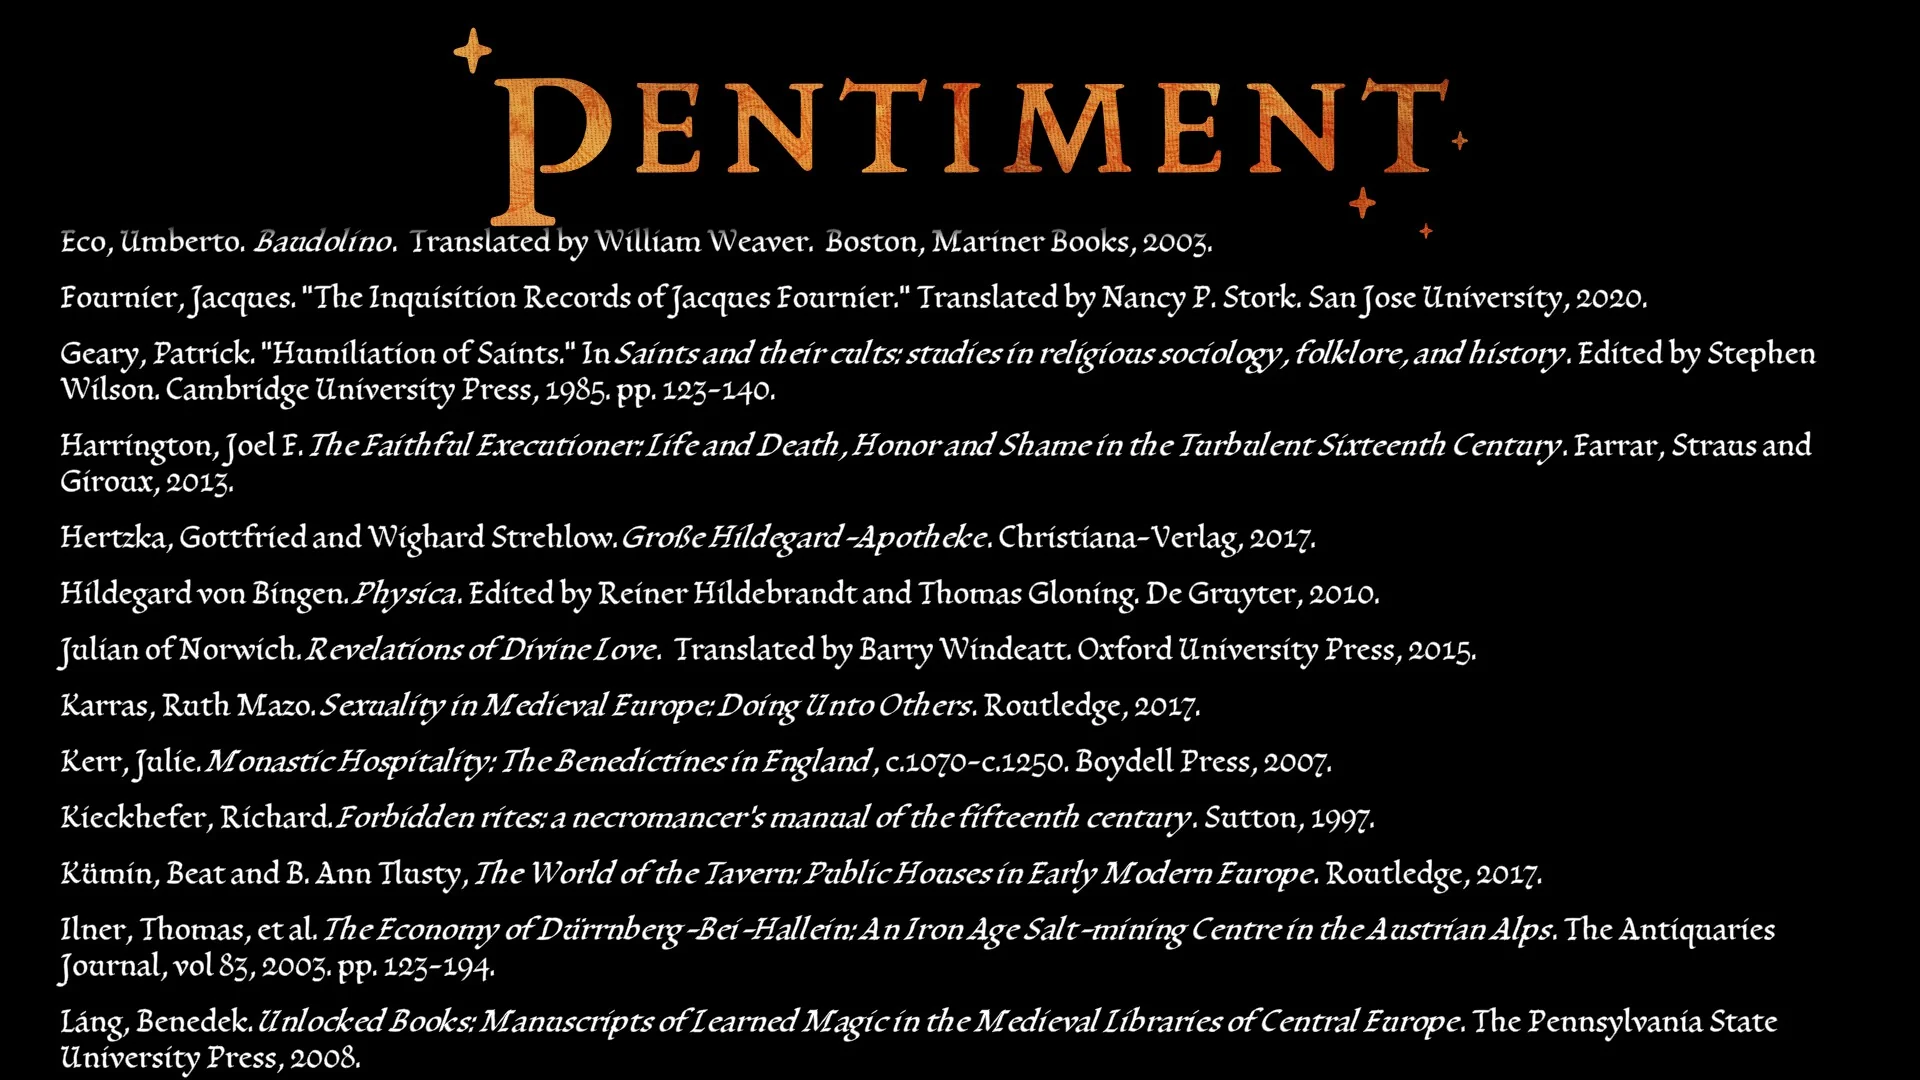 PENTIMENT
Eco, Umberto. Baudolino. Translated by William Weaver. Boston, Mariner Books, 2003.
Fournier, Jacques. "The Inquisition Records of Jacques Fournier." Translated by Nancy P. Stork. San Jose University, 2020.
Geary, Patrick. "Humiliation of Saints." In Saints and their cults: studies in religious sociology, folklore, and history. Edited by Stephen
Wilson. Cambridge University Press, 1985. pp. 123-140.
Harrington, Joel F. The Faithful Executioner: Life and Death, Honor and Shame in the Turbulent Sixteenth Century. Farrar, Straus and
Giroux, 2013.
Hertzka, Gottfried and Wighard Strehlow. Große Hildegard-Apotheke. Christiana-Verlag, 2017.
Hildegard von Bingen. Physica. Edited by Reiner Hildebrandt and Thomas Gloning. De Gruyter, 2010.
Julian of Norwich. Revelations of Divine Love. Translated by Barry Windeatt. Oxford University Press, 2015.
Karras, Ruth Mazo. Sexuality in Medieval Europe: Doing Unto Others. Routledge, 2017.
Kerr, Julie. Monastic Hospitality: The Benedictines in England, c.1070-c.1250. Boydell Press, 2007.
Kieckhefer, Richard. Forbidden rites: a necromancer's manual of the fifteenth century. Sutton, 1997.
Kümin, Beat and B. Ann Tlusty, The World of the Tavern: Public Houses in Early Modern Europe. Routledge, 2017.
Ilner, Thomas, et al. The Economy of Dürrnberg-Bei-Hallein: An Iron Age Salt-mining Centre in the Austrian Alps. The Antiquaries
Journal, vol 83, 2003. pp. 123-194.
Láng, Benedek. Unlocked Books: Manuscripts of Learned Magic in the Medieval Libraries of Central Europe. The Pennsylvania State
University Press, 2008.